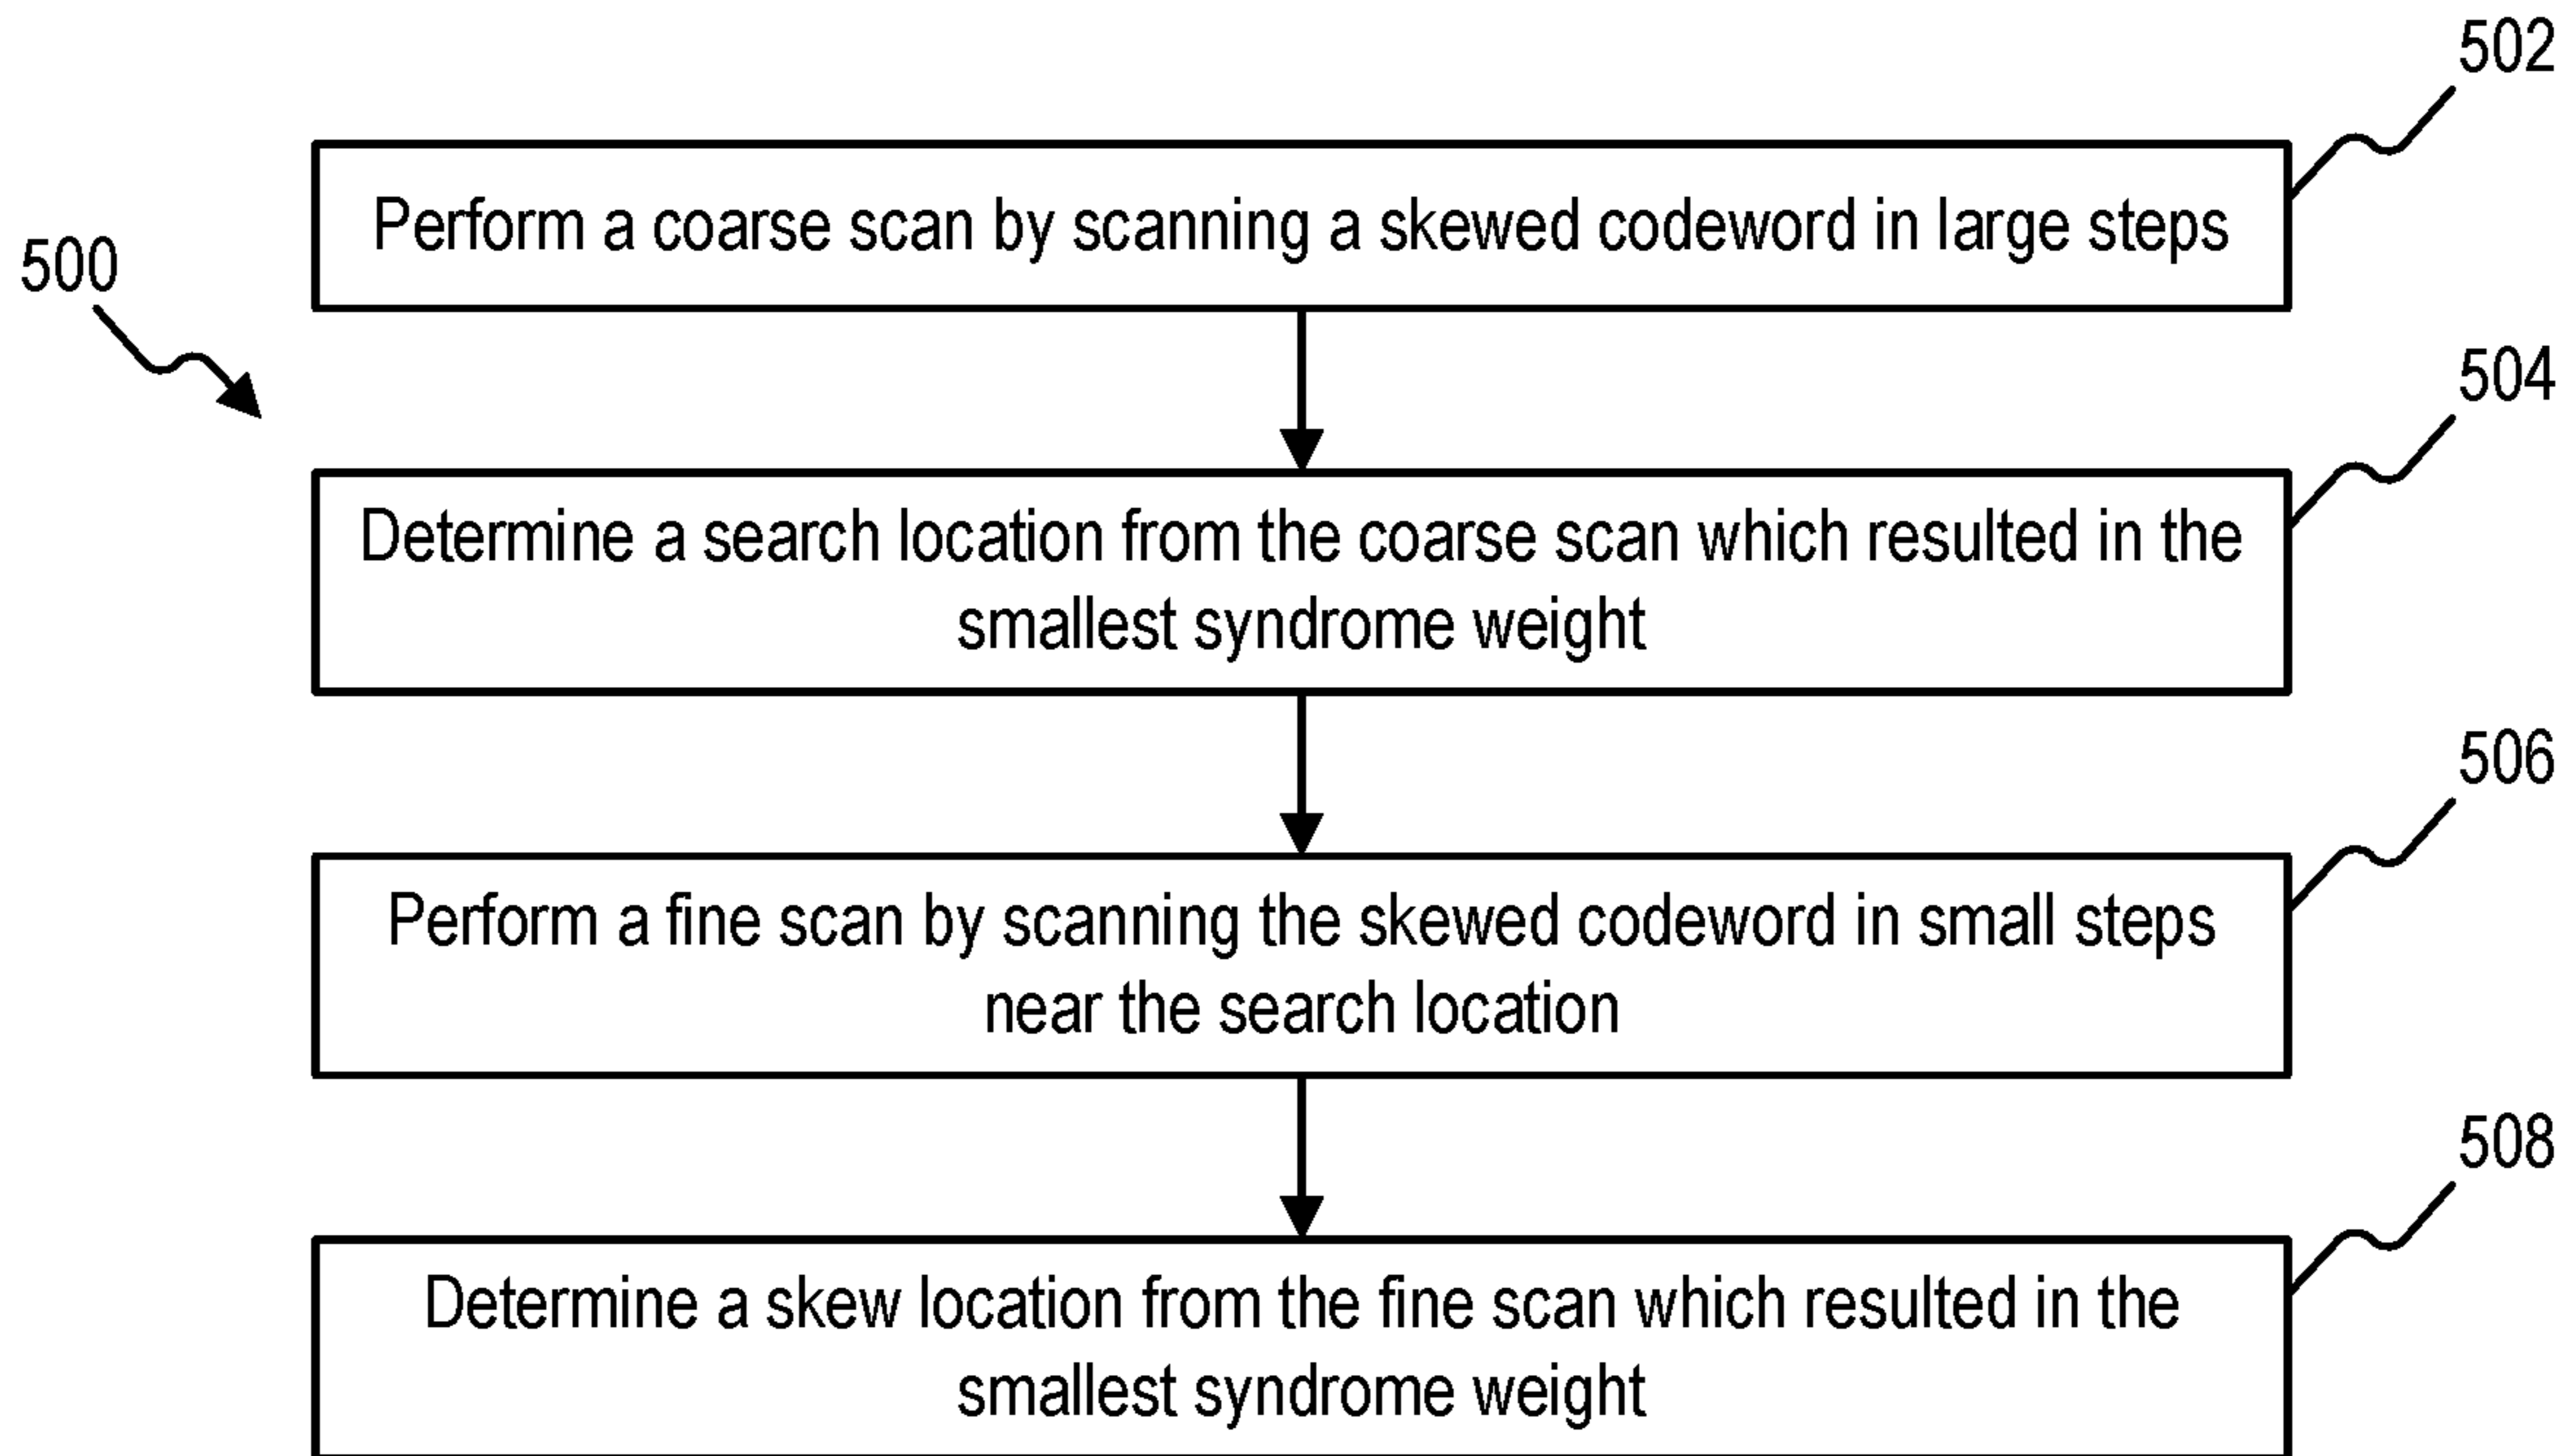 502
Perform a coarse scan by scanning a skewed codeword in large steps
500
504
Determine a search location from the coarse scan which resulted in the
smallest syndrome weight
506
Perform a fine scan by scanning the skewed codeword in small steps
near the search location
508
Determine a skew location from the fine scan which resulted in the
smallest syndrome weight